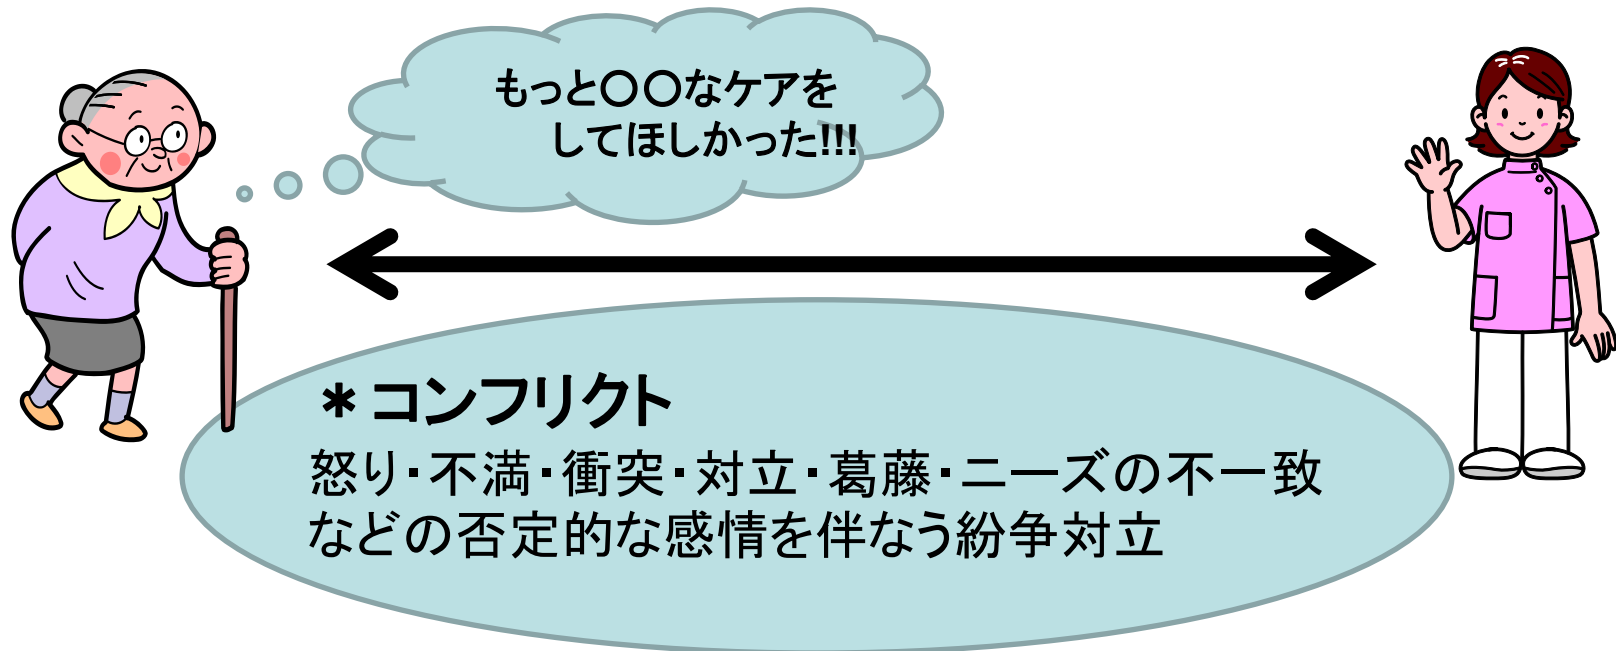 もっと〇〇なケアを
してほしかった!!!
＊コンフリクト
怒り・不満・衝突・対立・葛藤・ニーズの不一致
などの否定的な感情を伴なう紛争対立